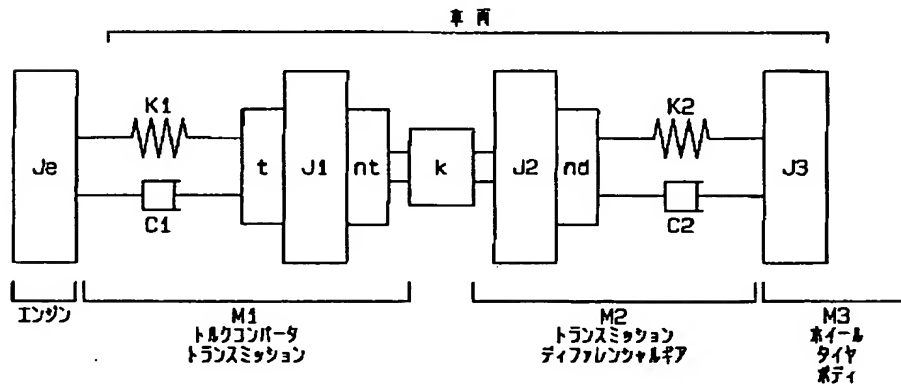 車両
K1
K2
Je
t
J1
nt
k
J2
nd
J3
C1
C2
エンジン
M1
トルクコンバータ
トランスミッション
M2
トランスミッション
ディファレンシャルギア
M3
ホイール
タイヤ
ボディ